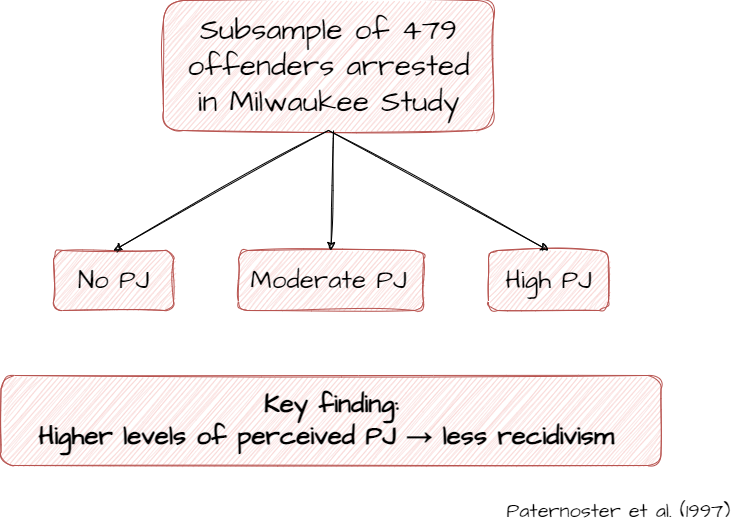 Subsample of 479
offenders arrested
in Milwaukee Study
No PJ
Moderate PJ
High PJ
Key finding:
Higher levels of perceived PJ → less recidivism
Paternoster et al. (1997)